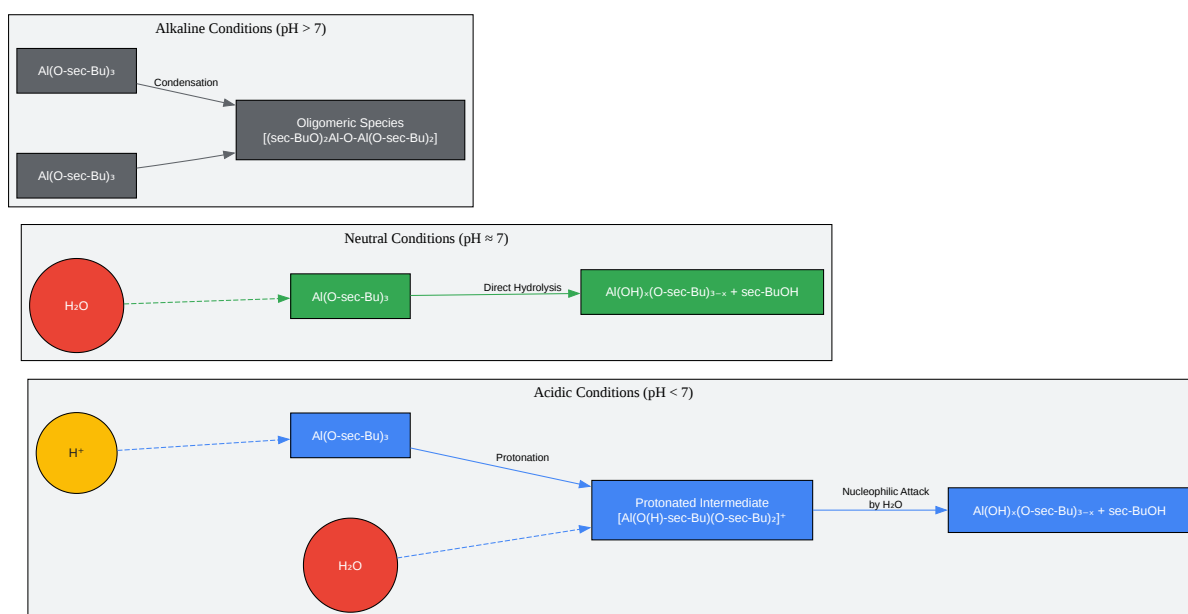 Alkaline Conditions (pH > 7)
Al(O-sec-Bu)₃
Condensation
Oligomeric Species
[(sec-BuO)₂Al-O-Al(O-sec-Bu)₂]
Al(O-sec-Bu)₃
Neutral Conditions (pH ≈ 7)
H₂O
Al(O-sec-Bu)₃
Direct Hydrolysis
Al(OH)ₓ(O-sec-Bu)₃₋ₓ + sec-BuOH
Acidic Conditions (pH < 7)
H⁺
Al(O-sec-Bu)₃
Protonation
Protonated Intermediate
[Al(O(H)-sec-Bu)(O-sec-Bu)₂]⁺
Nucleophilic Attack
by H₂O
Al(OH)ₓ(O-sec-Bu)₃₋ₓ + sec-BuOH
H₂O